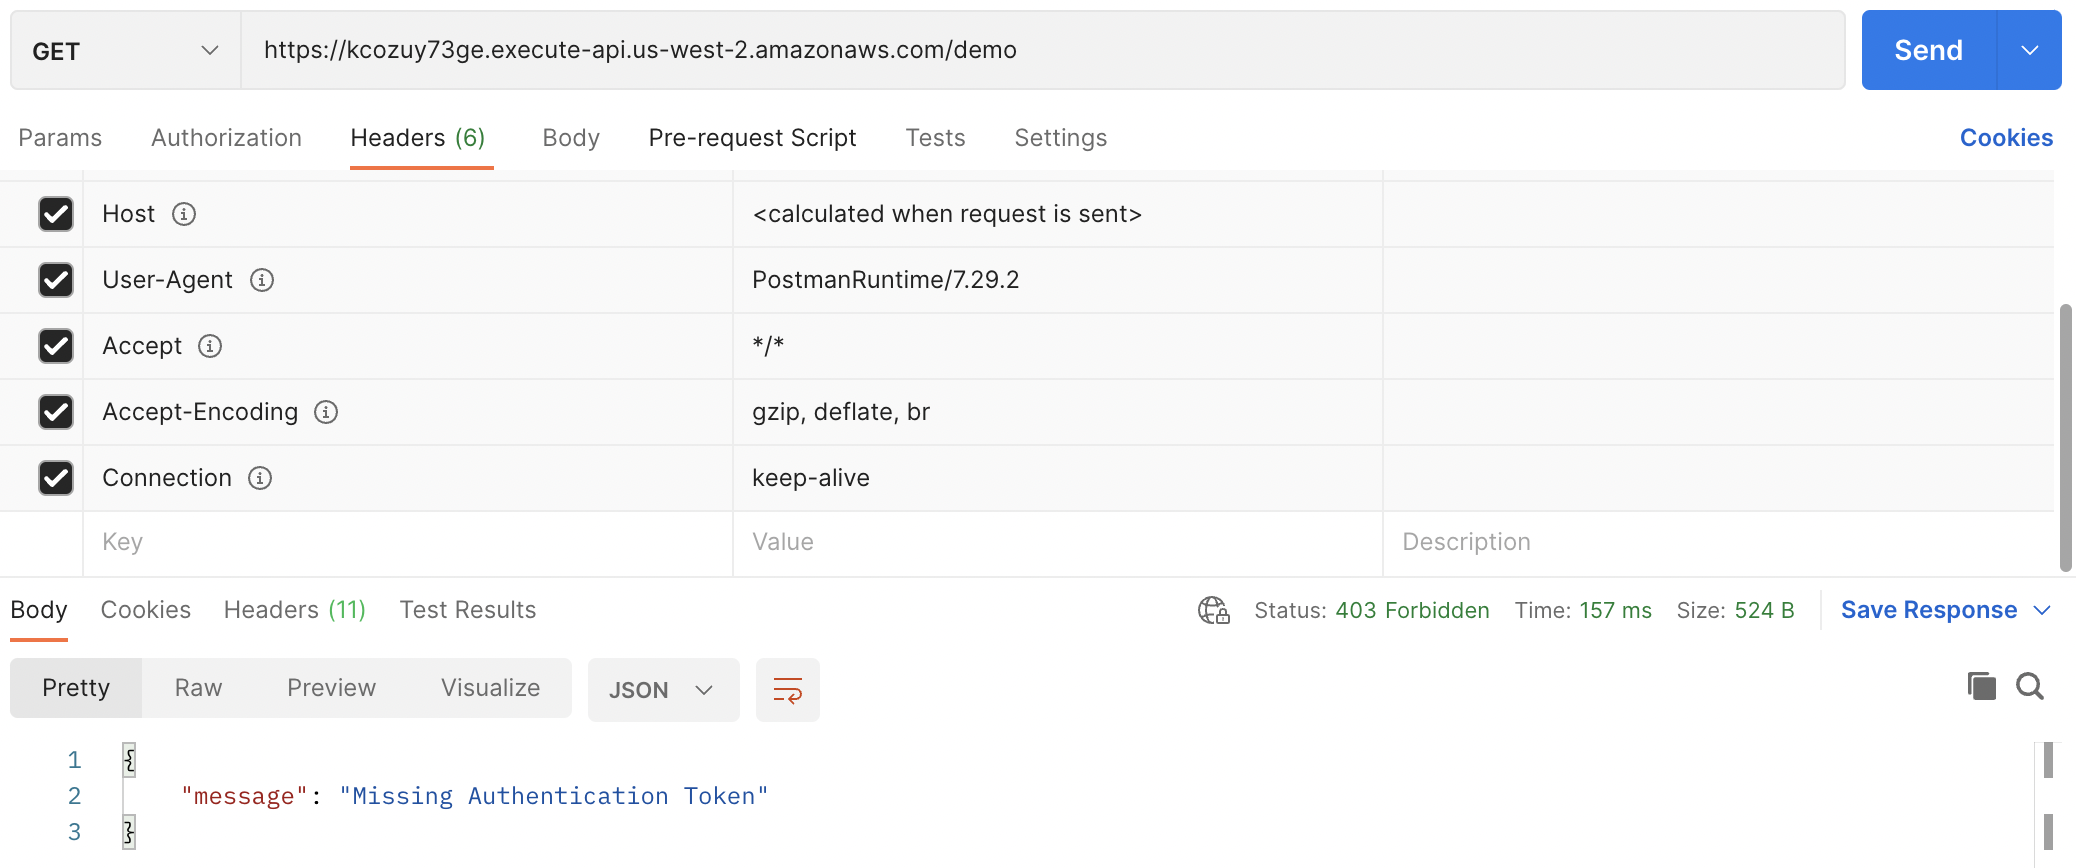 GET https://kcozuy73ge.execute-api.us-west-2.amazonaws.com/demo Send
Params Authorization Headers (6) Body Pre-request Script Tests Settings Cookies
Host <calculated when request is sent>
User-Agent PostmanRuntime/7.29.2
Accept */*
Accept-Encoding gzip, deflate, br
Connection keep-alive
Key Value Description
Body Cookies Headers (11) Test Results Status: 403 Forbidden Time: 157 ms Size: 524 B Save Response
Pretty Raw Preview Visualize JSON
1 {
2 "message": "Missing Authentication Token"
3 }